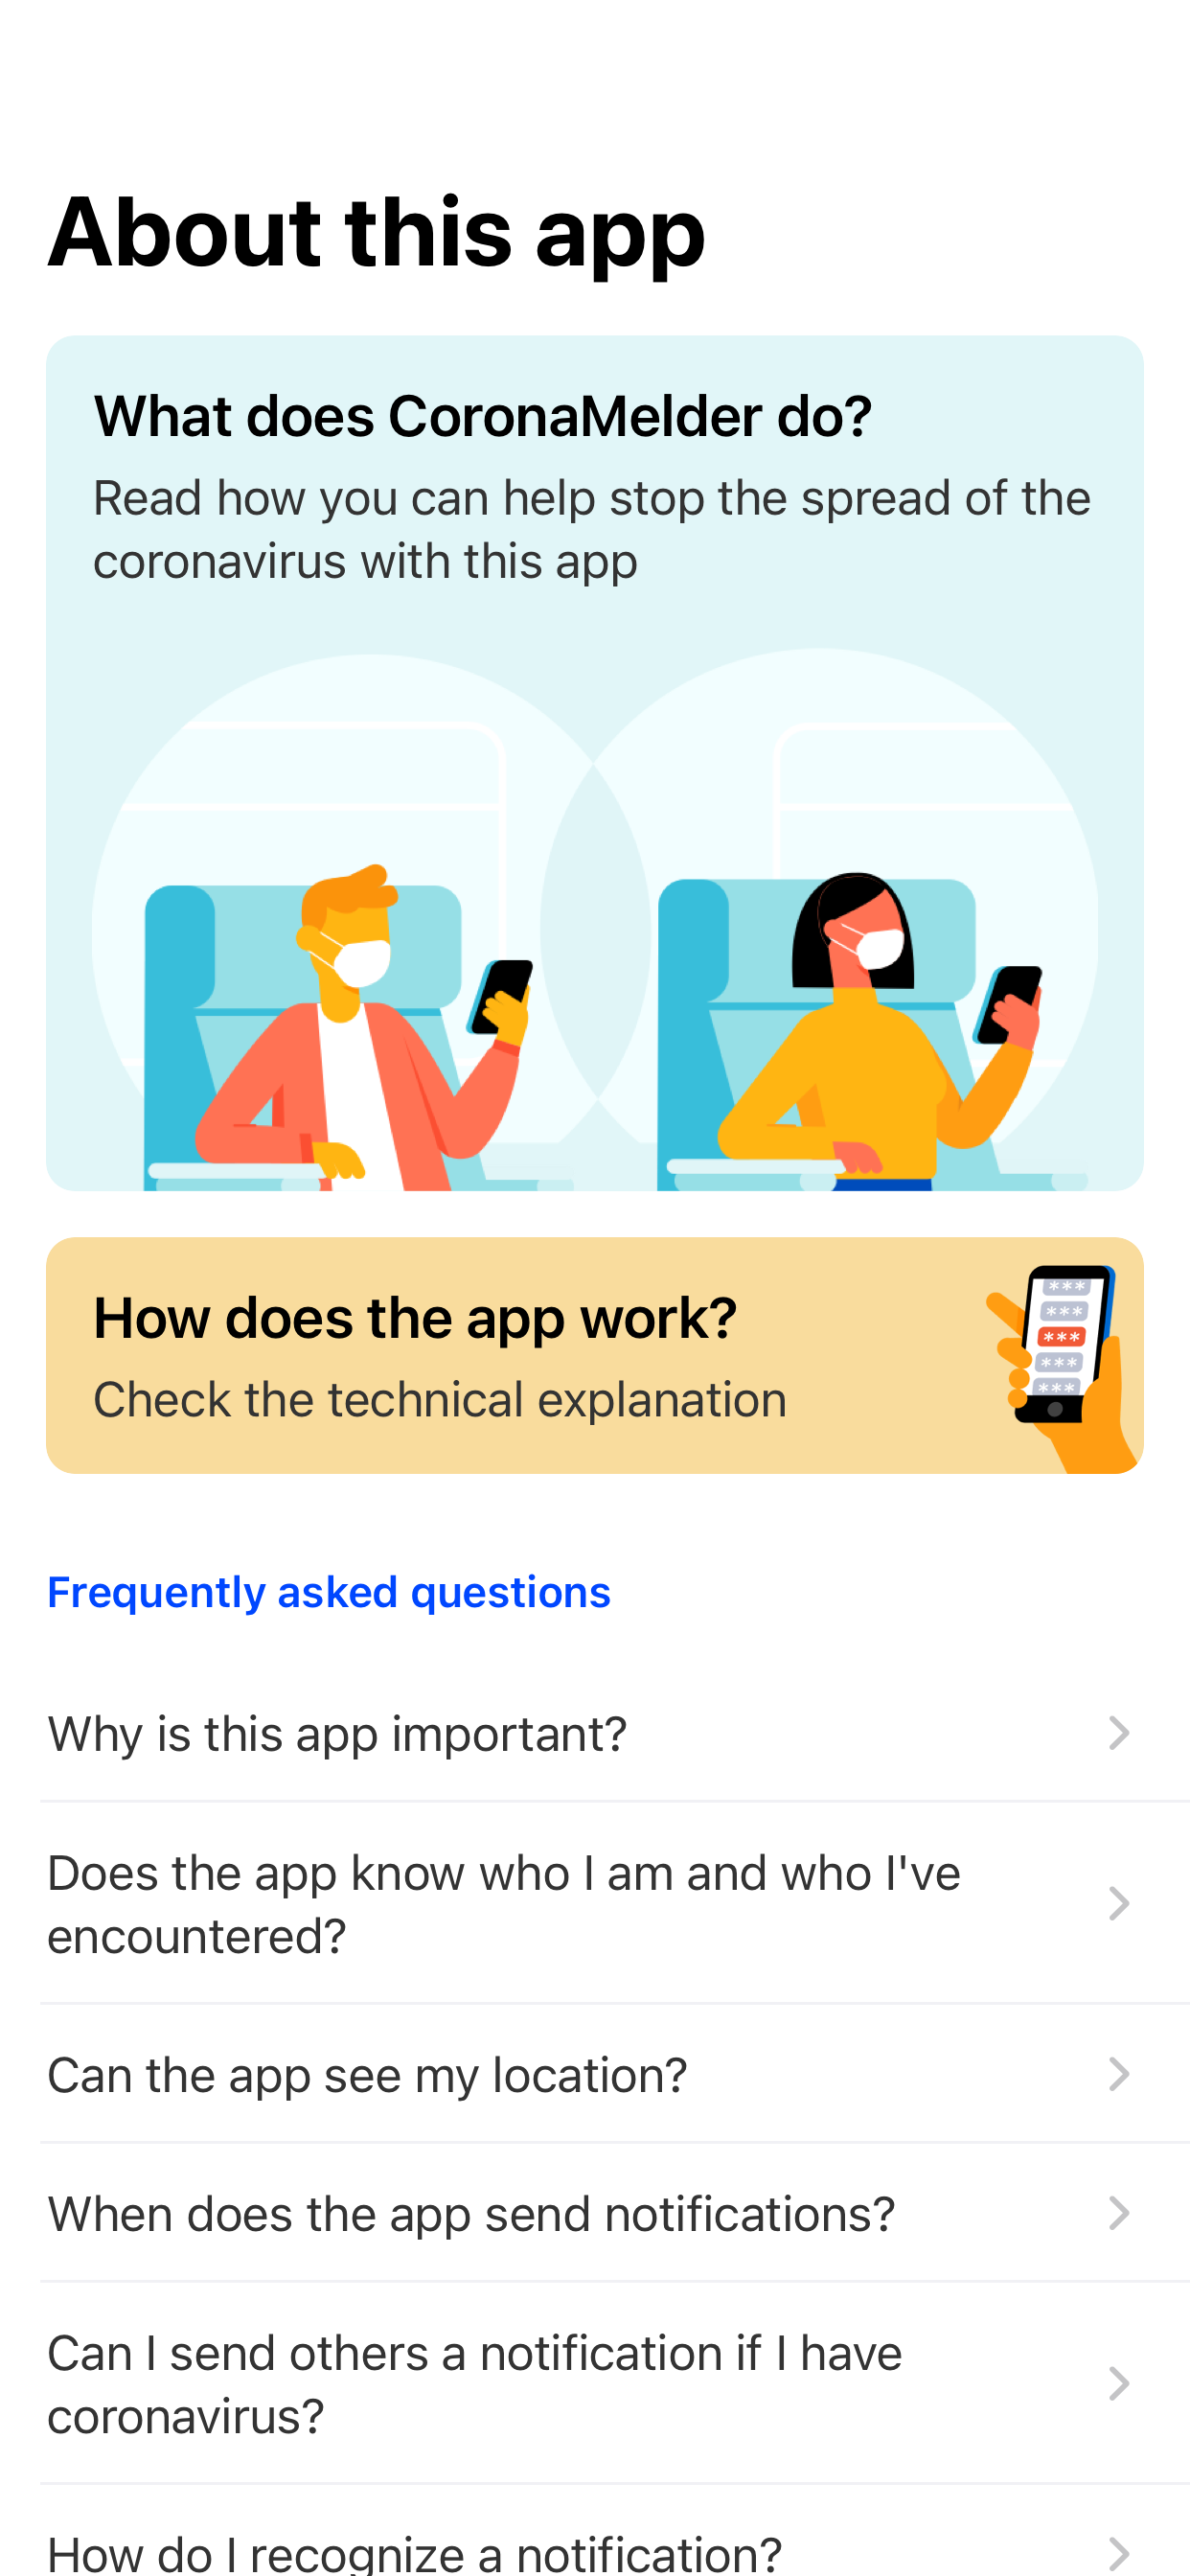 About this app
What does CoronaMelder do?
Read how you can help stop the spread of the
coronavirus with this app
How does the app work?
Check the technical explanation
***
***
***
***
***
Frequently asked questions
Why is this app important?
Does the app know who I am and who I've
encountered?
Can the app see my location?
When does the app send notifications?
Can I send others a notification if I have
coronavirus?
How do I recognize a notification?